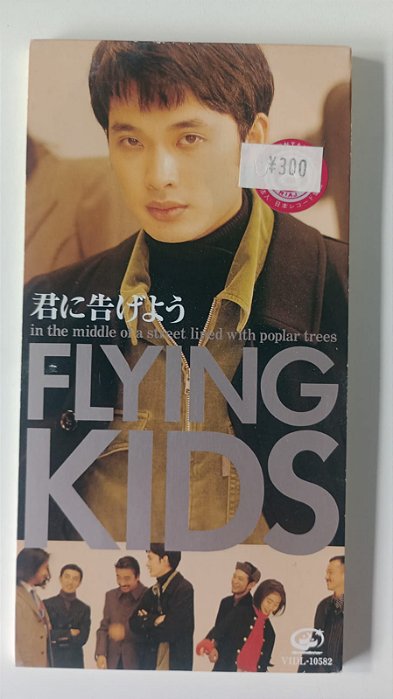 ¥300
君に告げよう
in the middle of a street lined with poplar trees
FLYING
KIDS
VIDL-10582